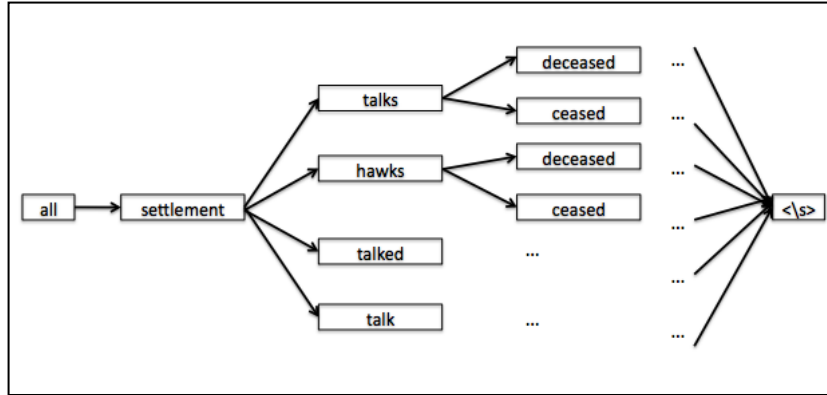 deceased ...
talks
ceased ...
deceased
hawks ...
all settlement ceased <\s>
...
talked ...
...
talk ... ...